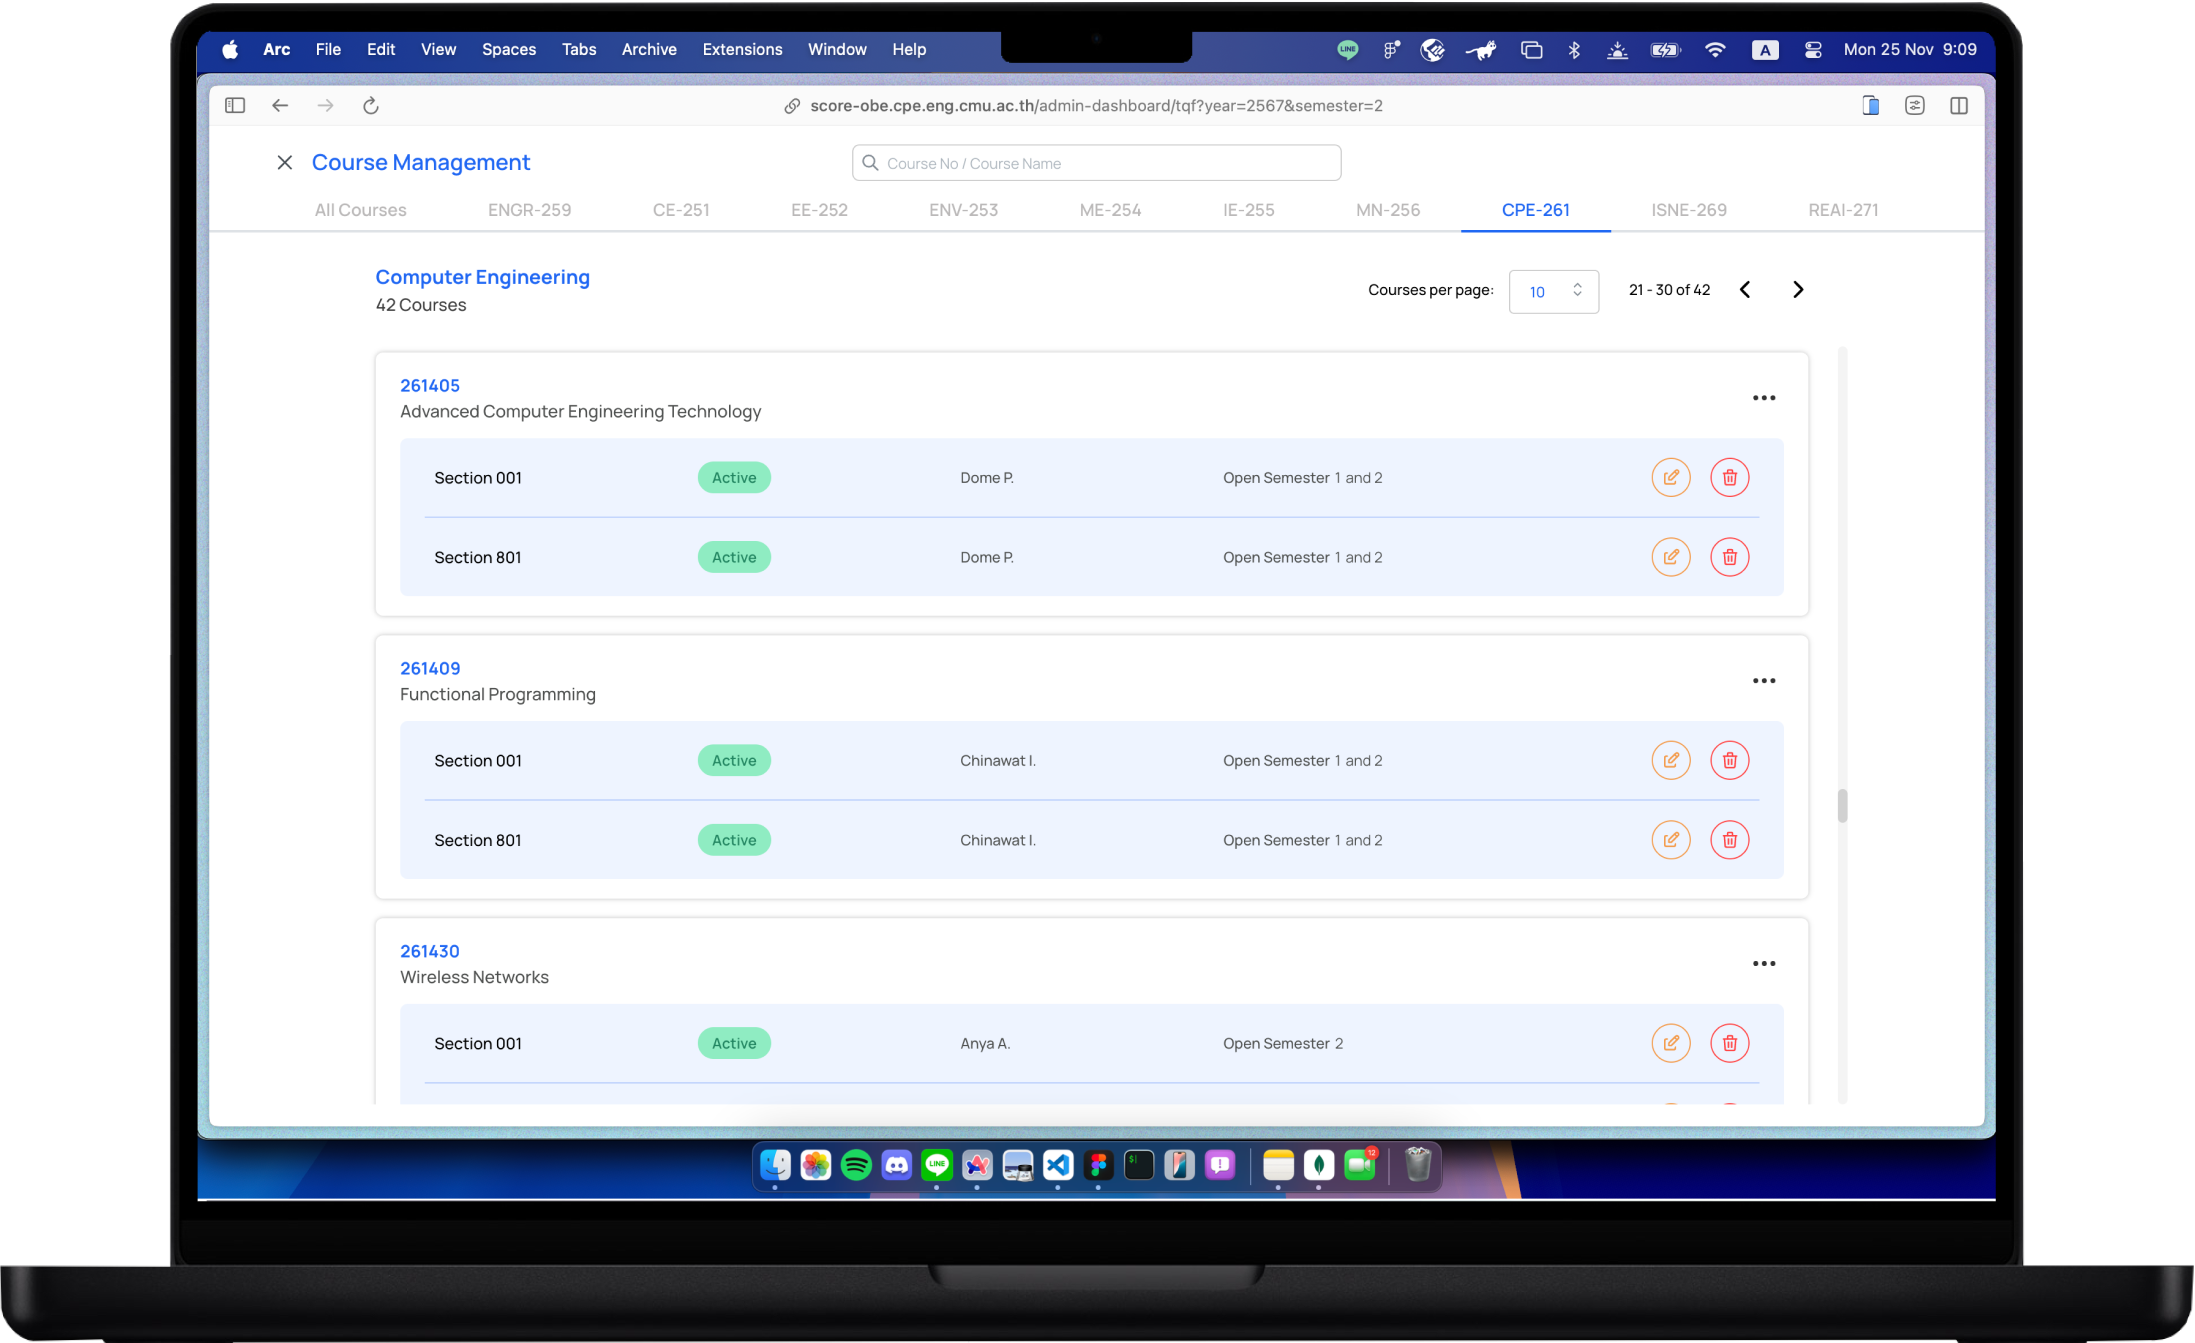 Arc File Edit View Spaces Tabs Archive Extensions Window Help LINE A Mon 25 Nov 9:09
score-obe.cpe.eng.cmu.ac.th/admin-dashboard/tqf?year=2567&semester=2
Course Management
Course No / Course Name
All Courses ENGR-259 CE-251 EE-252 ENV-253 ME-254 IE-255 MN-256 CPE-261 ISNE-269 REAI-271
Computer Engineering
42 Courses
Courses per page: 10 21 - 30 of 42
261405
Advanced Computer Engineering Technology
Section 001 Active Dome P. Open Semester 1 and 2
Section 801 Active Dome P. Open Semester 1 and 2
261409
Functional Programming
Section 001 Active Chinawat I. Open Semester 1 and 2
Section 801 Active Chinawat I. Open Semester 1 and 2
261430
Wireless Networks
Section 001 Active Anya A. Open Semester 2
LINE $ 12